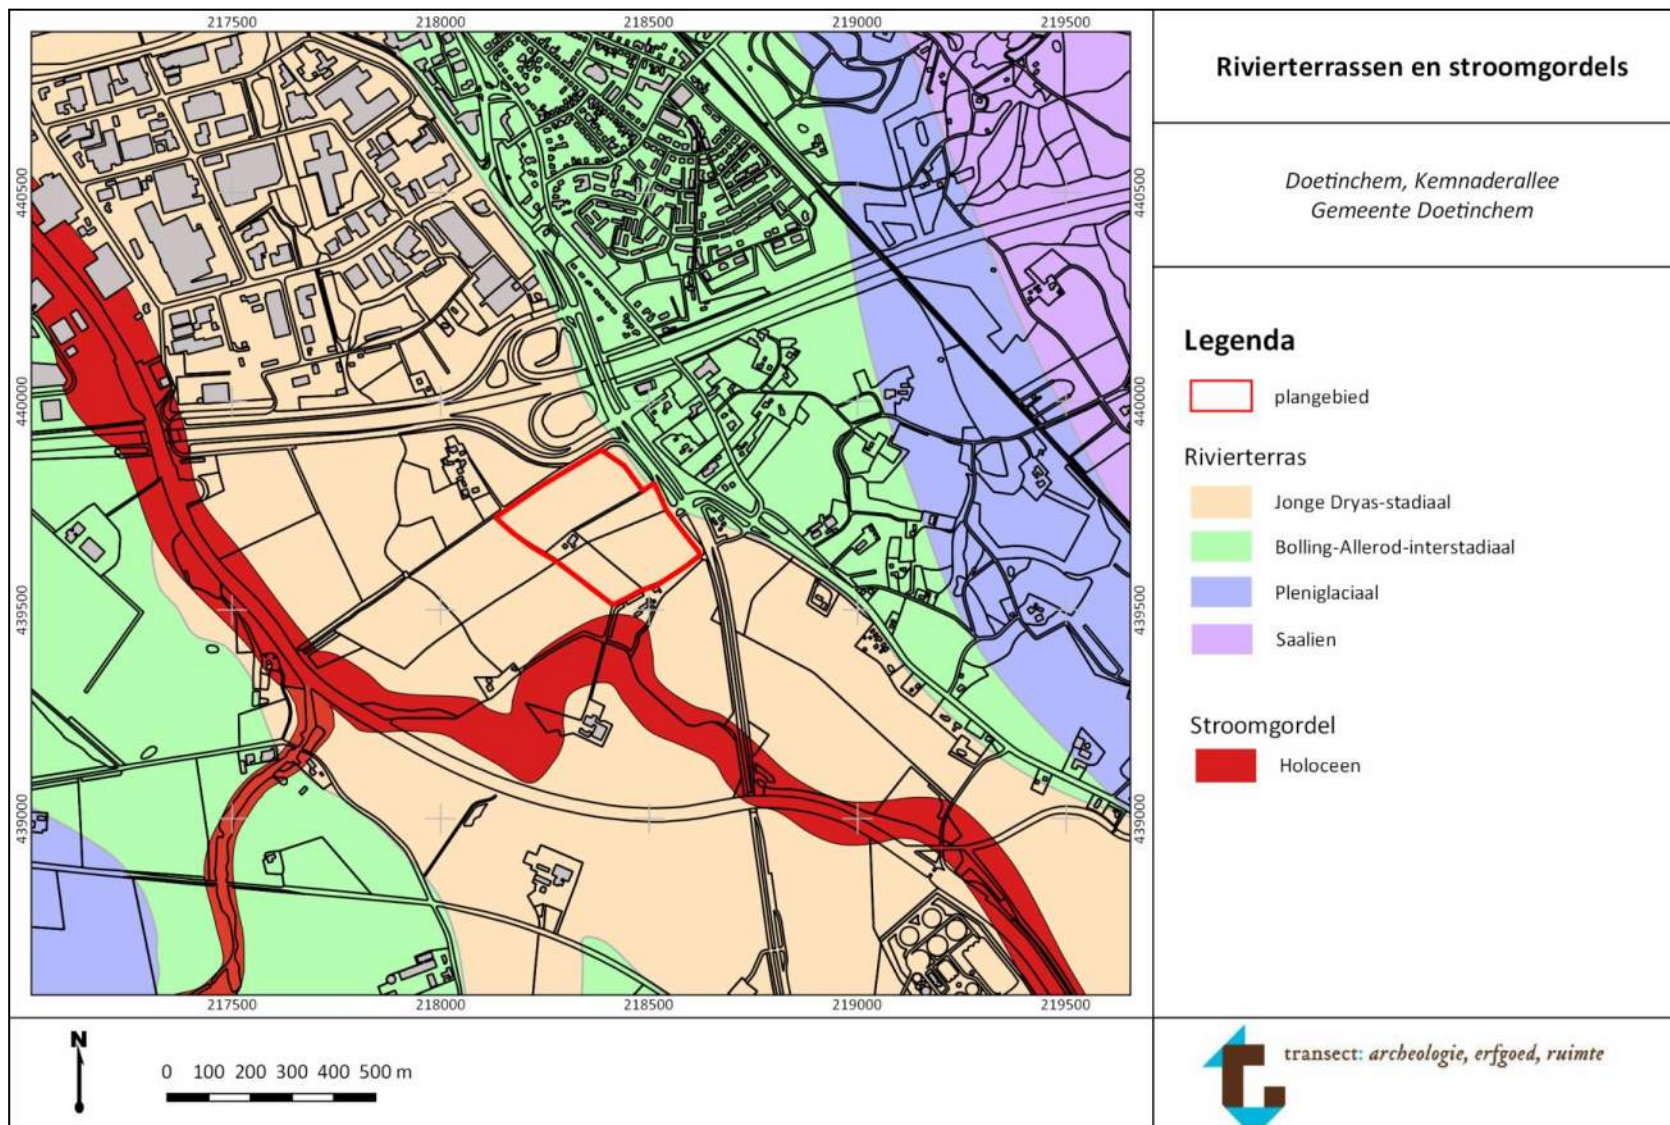 217500 218000 218500 219000 219500
440500 440500
440000 440000
439500 439500
439000 439000
217500 218000 218500 219000 219500
N
0 100 200 300 400 500 m
Rivierterrassen en stroomgordels
Doetinchem, Kemnaderallee
Gemeente Doetinchem
Legenda
plangebied
Rivierterras
Jonge Dryas-stadiaal
Bolling-Allerod-interstadiaal
Pleniglaciaal
Saalien
Stroomgordel
Holoceen
transect: archeologie, erfgoed, ruimte